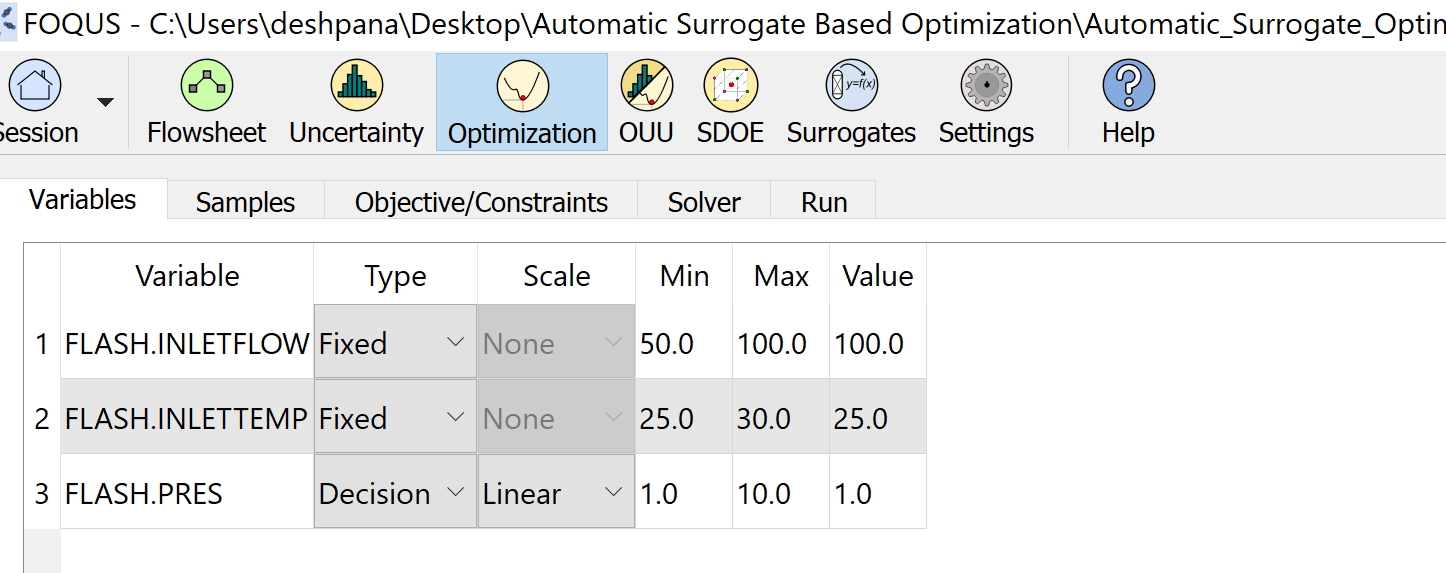 FOQUS - C:\Users\deshpana\Desktop\Automatic Surrogate Based Optimization\Automatic_Surrogate_Optim
y=f(x)
Session Flowsheet Uncertainty Optimization OUU SDOE Surrogates Settings Help
Variables Samples Objective/Constraints Solver Run
Variable Type Scale Min Max Value
1 FLASH.INLETFLOW Fixed None 50.0 100.0 100.0
2 FLASH.INLETTEMP Fixed None 25.0 30.0 25.0
3 FLASH.PRES Decision Linear 1.0 10.0 1.0